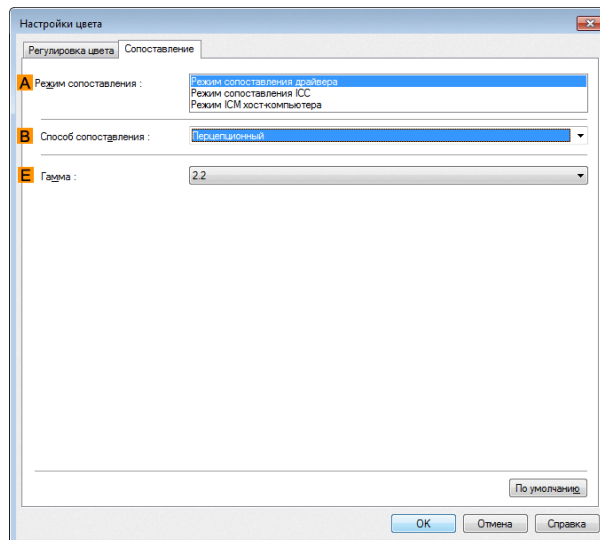 Настройки цвета
Регулировка цвета Сопоставление
A Режим сопоставления : Режим сопоставления драйвера
Режим сопоставления ICC
Режим ICM хост-компьютера
B Способ сопоставления : Перцепционный
E Гамма : 2.2
По умолчанию
OK Отмена Справка